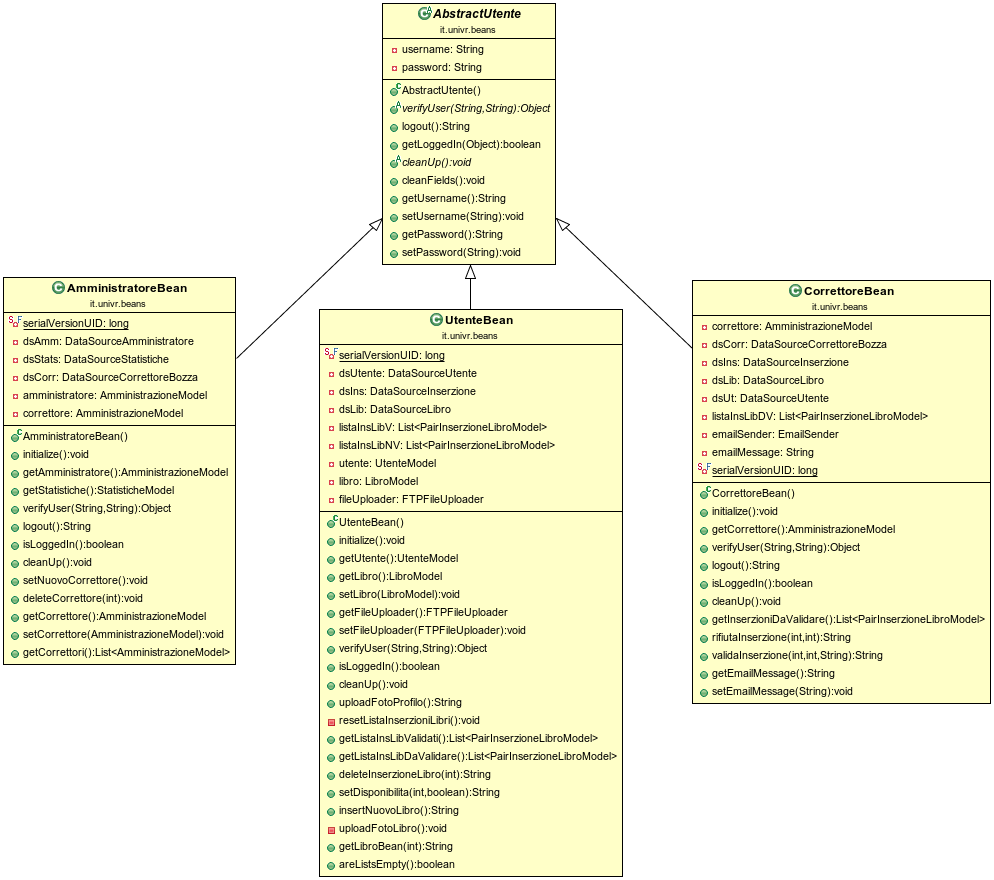 AbstractUtente
it.univr.beans
username: String
password: String
AbstractUtente()
verifyUser(String,String):Object
logout():String
getLoggedIn(Object):boolean
cleanUp():void
cleanFields():void
getUsername():String
setUsername(String):void
getPassword():String
setPassword(String):void
AmministratoreBean
it.univr.beans
serialVersionUID: long
dsAmm: DataSourceAmministratore
dsStats: DataSourceStatistiche
dsCorr: DataSourceCorrettoreBozza
amministratore: AmministrazioneModel
correttore: AmministrazioneModel
AmministratoreBean()
initialize():void
getAmministratore():AmministrazioneModel
getStatistiche():StatisticheModel
verifyUser(String,String):Object
logout():String
isLoggedIn():boolean
cleanUp():void
setNuovoCorrettore():void
deleteCorrettore(int):void
getCorrettore():AmministrazioneModel
setCorrettore(AmministrazioneModel):void
getCorrettori():List<AmministrazioneModel>
UtenteBean
it.univr.beans
serialVersionUID: long
dsUtente: DataSourceUtente
dsIns: DataSourceInserzione
dsLib: DataSourceLibro
listaInsLibV: List<PairInserzioneLibroModel>
listaInsLibNV: List<PairInserzioneLibroModel>
utente: UtenteModel
libro: LibroModel
fileUploader: FTPFileUploader
UtenteBean()
initialize():void
getUtente():UtenteModel
getLibro():LibroModel
setLibro(LibroModel):void
getFileUploader():FTPFileUploader
setFileUploader(FTPFileUploader):void
verifyUser(String,String):Object
isLoggedIn():boolean
cleanUp():void
uploadFotoProfilo():String
resetListaInserzioniLibri():void
getListaInsLibValidati():List<PairInserzioneLibroModel>
getListaInsLibDaValidare():List<PairInserzioneLibroModel>
deleteInserzioneLibro(int):String
setDisponibilita(int,boolean):String
insertNuovoLibro():String
uploadFotoLibro():void
getLibroBean(int):String
areListsEmpty():boolean
CorrettoreBean
it.univr.beans
correttore: AmministrazioneModel
dsCorr: DataSourceCorrettoreBozza
dsIns: DataSourceInserzione
dsLib: DataSourceLibro
dsUt: DataSourceUtente
listaInsLibDV: List<PairInserzioneLibroModel>
emailSender: EmailSender
emailMessage: String
serialVersionUID: long
CorrettoreBean()
initialize():void
getCorrettore():AmministrazioneModel
verifyUser(String,String):Object
logout():String
isLoggedIn():boolean
cleanUp():void
getInserzioniDaValidare():List<PairInserzioneLibroModel>
rifiutaInserzione(int,int):String
validaInserzione(int,int,String):String
getEmailMessage():String
setEmailMessage(String):void